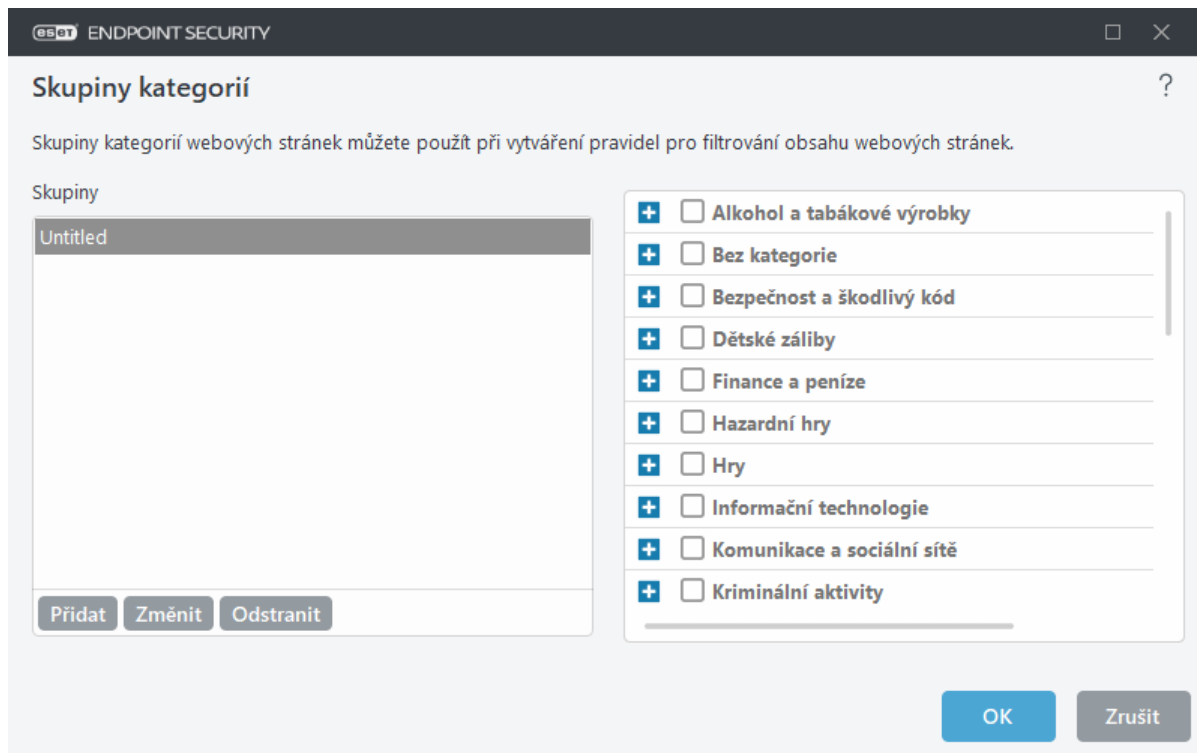 eset ENDPOINT SECURITY
Skupiny kategorií
?
Skupiny kategorií webových stránek můžete použít při vytváření pravidel pro filtrování obsahu webových stránek.
Skupiny
Untitled
Přidat Změnit Odstranit
Alkohol a tabákové výrobky
Bez kategorie
Bezpečnost a škodlivý kód
Dětské záliby
Finance a peníze
Hazardní hry
Hry
Informační technologie
Komunikace a sociální sítě
Kriminální aktivity
OK Zrušit